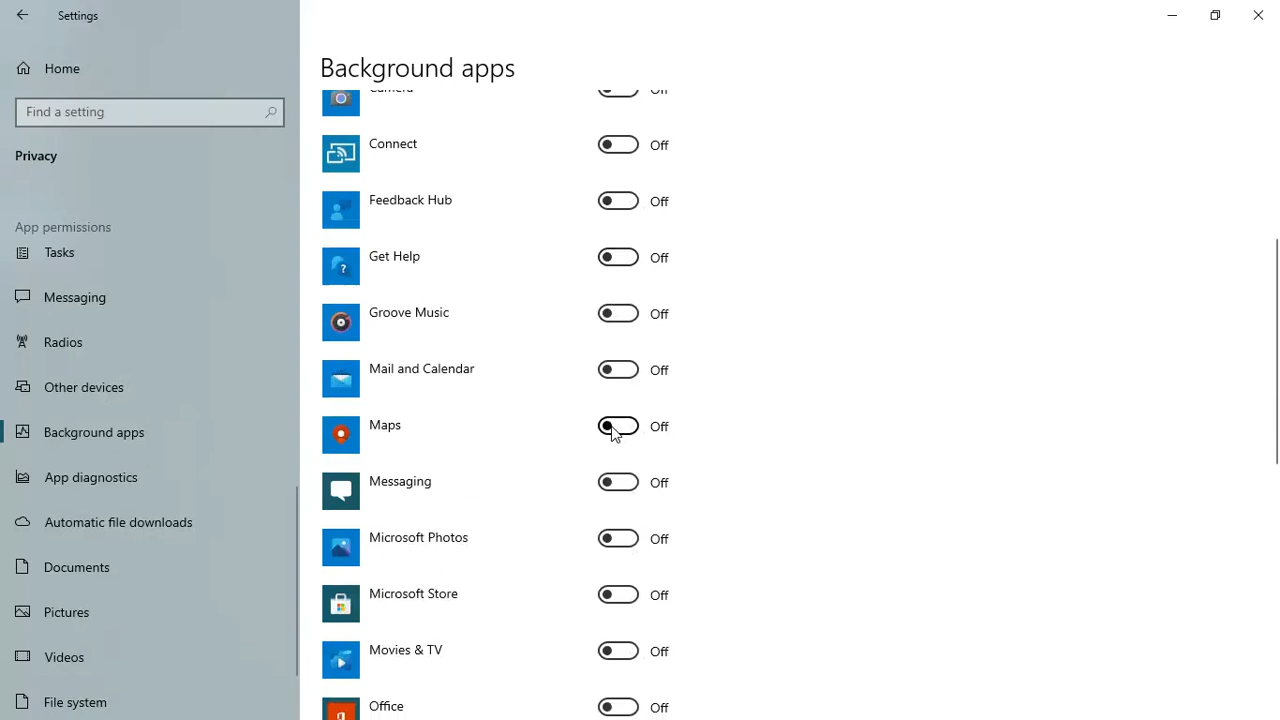 Settings
Home
Find a setting
Privacy
App permissions
Tasks
Messaging
Radios
Other devices
Background apps
App diagnostics
Automatic file downloads
Documents
Pictures
Videos
File system
Background apps
Camera Off
Connect Off
Feedback Hub Off
Get Help Off
Groove Music Off
Mail and Calendar Off
Maps Off
Messaging Off
Microsoft Photos Off
Microsoft Store Off
Movies & TV Off
Office Off